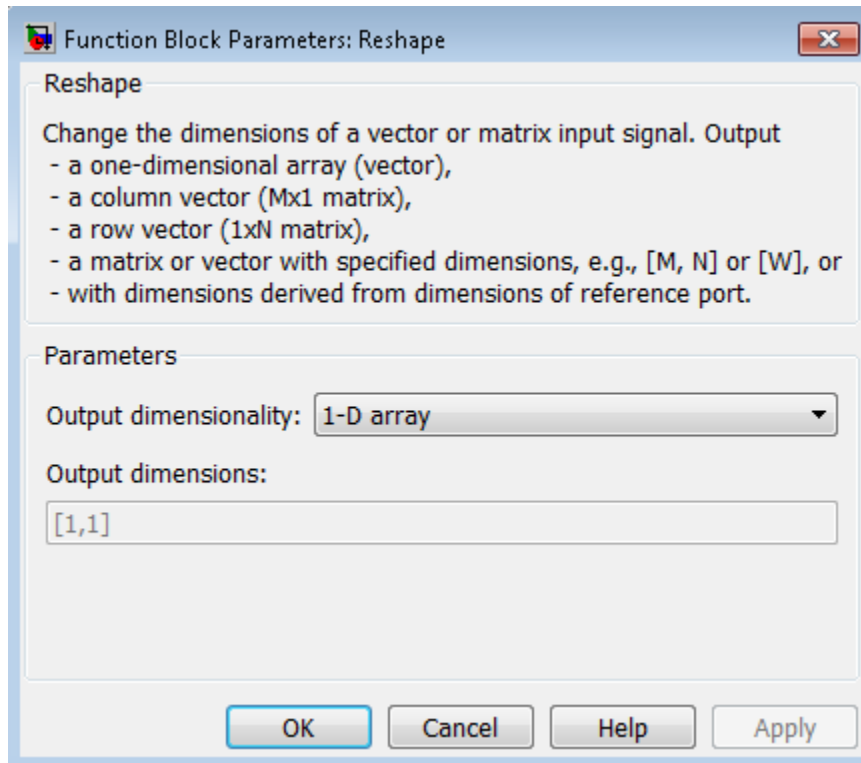 Function Block Parameters: Reshape
Reshape
Change the dimensions of a vector or matrix input signal. Output
- a one-dimensional array (vector),
- a column vector (Mx1 matrix),
- a row vector (1xN matrix),
- a matrix or vector with specified dimensions, e.g., [M, N] or [W], or
- with dimensions derived from dimensions of reference port.
Parameters
Output dimensionality: 1-D array
Output dimensions:
[1,1]
OK Cancel Help Apply